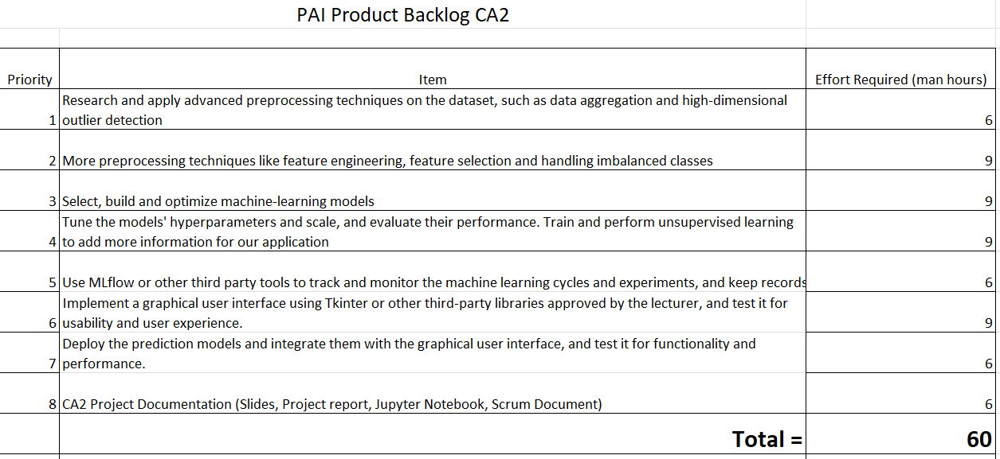 PAI Product Backlog CA2
Priority Item Effort Required (man hours)
Research and apply advanced preprocessing techniques on the dataset, such as data aggregation and high-dimensional
1 outlier detection 6
2 More preprocessing techniques like feature engineering, feature selection and handling imbalanced classes 9
3 Select, build and optimize machine-learning models 9
Tune the models' hyperparameters and scale, and evaluate their performance. Train and perform unsupervised learning
4 to add more information for our application 9
5 Use MLflow or other third party tools to track and monitor the machine learning cycles and experiments, and keep records 6
Implement a graphical user interface using Tkinter or other third-party libraries approved by the lecturer, and test it for
6 usability and user experience. 9
Deploy the prediction models and integrate them with the graphical user interface, and test it for functionality and
7 performance. 6
8 CA2 Project Documentation (Slides, Project report, Jupyter Notebook, Scrum Document) 6
Total = 60